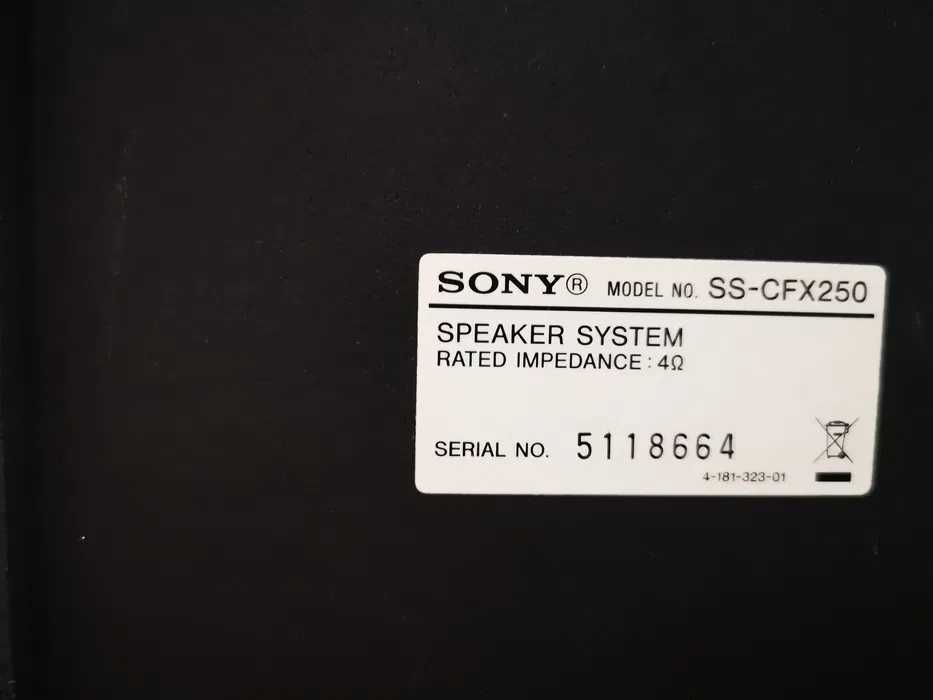 SONY® MODEL NO. SS-CFX250
SPEAKER SYSTEM
RATED IMPEDANCE : 4Ω
SERIAL NO. 5118664
4-181-323-01